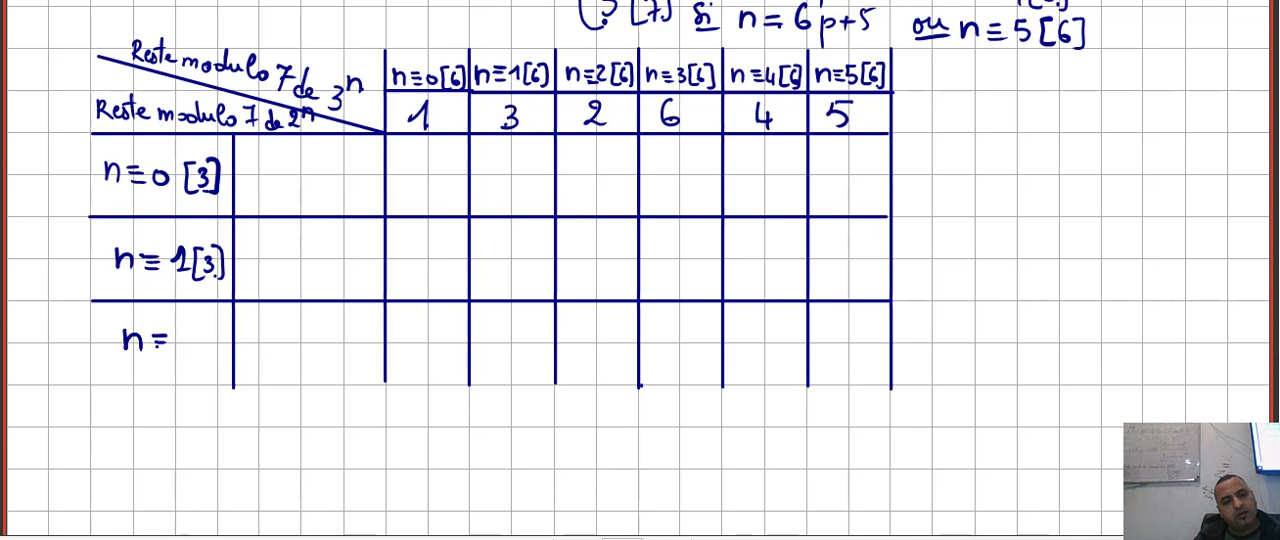 [7] si n = 6p+5 ou n ≡ 5 [6]
Reste modulo 7 de 3ⁿ
Reste modulo 7 de 2ⁿ
n≡0[6] n≡1[6] n≡2[6] n≡3[6] n≡4[6] n≡5[6]
1 3 2 6 4 5
n≡0 [3]
n≡1[3]
n≡